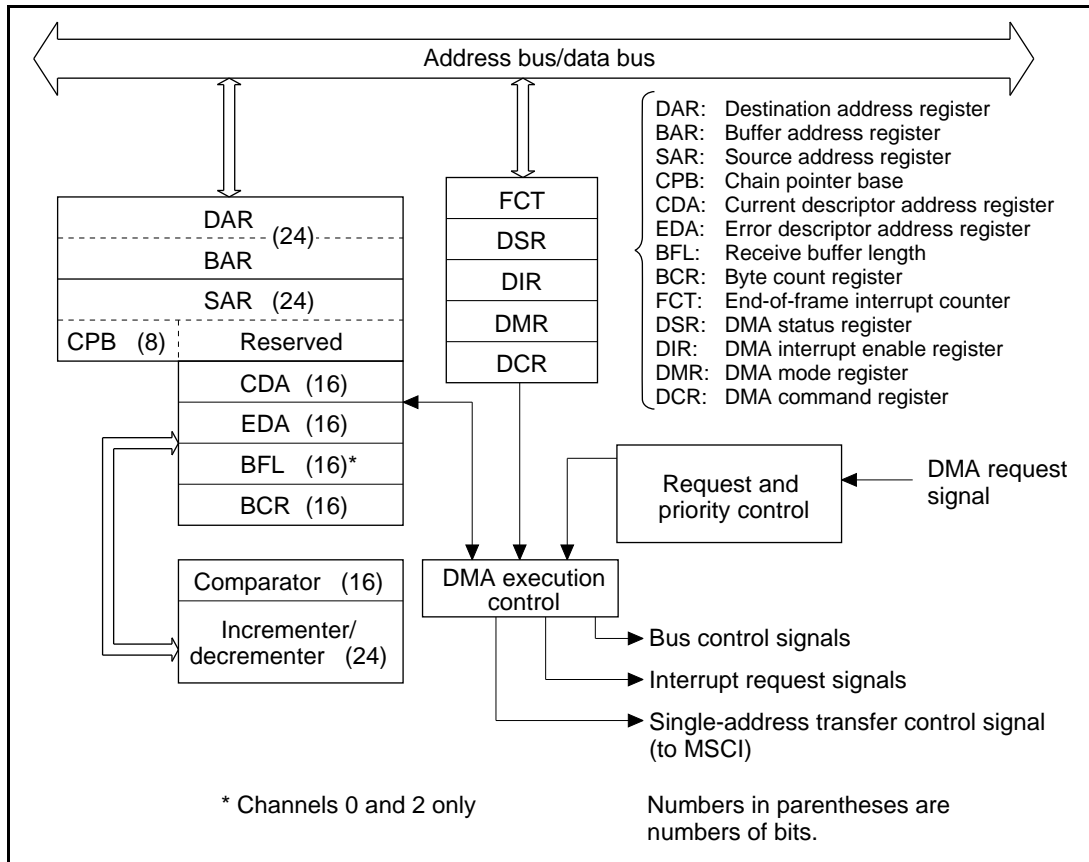 Address bus/data bus
DAR: Destination address register
BAR: Buffer address register
SAR: Source address register
CPB: Chain pointer base
CDA: Current descriptor address register
EDA: Error descriptor address register
BFL: Receive buffer length
BCR: Byte count register
FCT: End-of-frame interrupt counter
DSR: DMA status register
DIR: DMA interrupt enable register
DMR: DMA mode register
DCR: DMA command register
DAR
(24)
BAR
SAR (24)
CPB (8) Reserved
CDA (16)
EDA (16)
BFL (16)*
BCR (16)
FCT
DSR
DIR
DMR
DCR
Request and
priority control
DMA request
signal
Comparator (16)
Incrementer/
decrementer (24)
DMA execution
control
Bus control signals
Interrupt request signals
Single-address transfer control signal
(to MSCI)
* Channels 0 and 2 only
Numbers in parentheses are
numbers of bits.